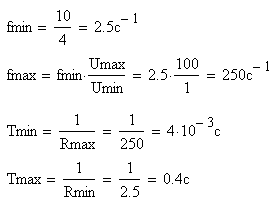 fmin = 10/4 = 2.5c⁻¹
fmax = fmin·Umax/Umin = 2.5·100/1 = 250c⁻¹
Tmin = 1/Rmax = 1/250 = 4·10⁻³c
Tmax = 1/Rmin = 1/2.5 = 0.4c